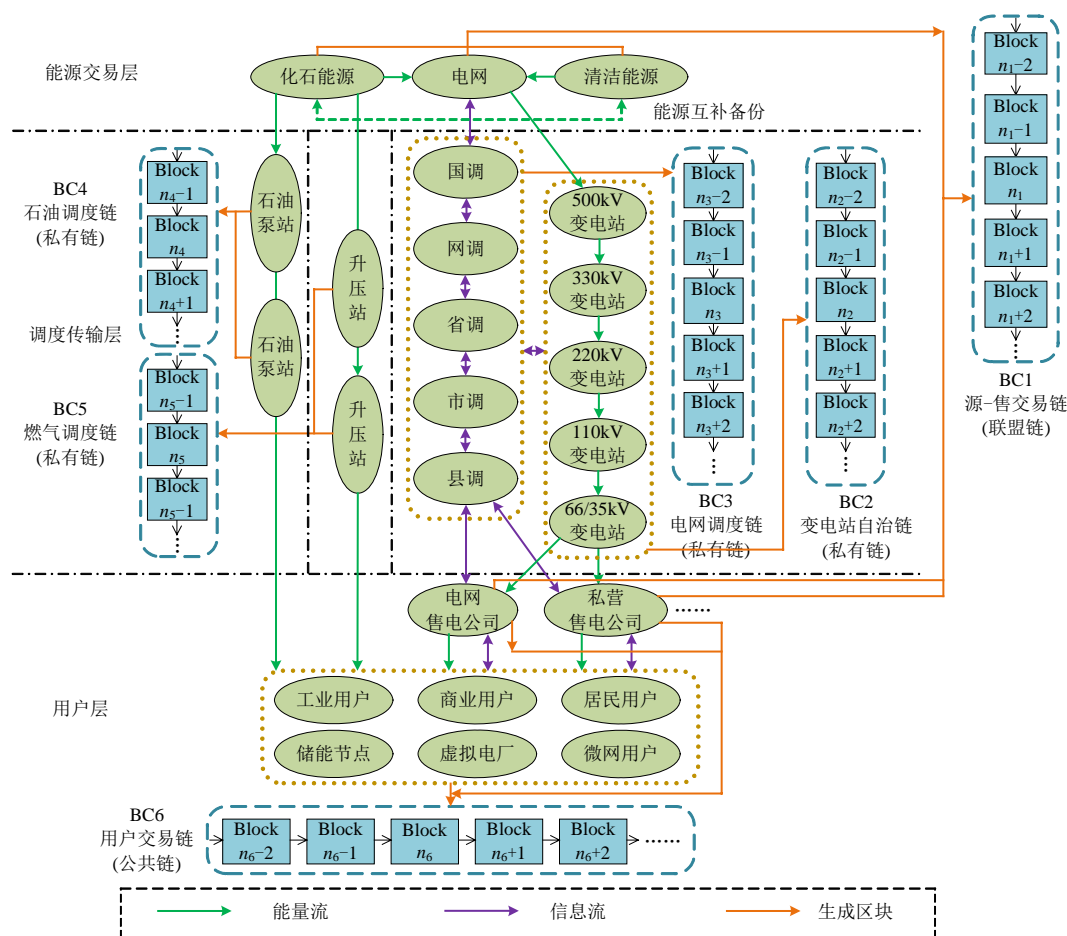 能源交易层
化石能源
电网
清洁能源
能源互补备份
Block
n₁−2
Block
n₁−1
Block
n₁
Block
n₁+1
Block
n₁+2
……
BC1
源−售交易链
(联盟链)
调度传输层
BC4
石油调度链
(私有链)
Block
n₄−1
Block
n₄
Block
n₄+1
……
BC5
燃气调度链
(私有链)
Block
n₅−1
Block
n₅
Block
n₅−1
……
石油
泵站
石油
泵站
升
压
站
升
压
站
国调
网调
省调
市调
县调
500kV
变电站
330kV
变电站
220kV
变电站
110kV
变电站
66/35kV
变电站
Block
n₃−2
Block
n₃−1
Block
n₃
Block
n₃+1
Block
n₃+2
……
BC3
电网调度链
(私有链)
Block
n₂−2
Block
n₂−1
Block
n₂
Block
n₂+1
Block
n₂+2
……
BC2
变电站自治链
(私有链)
用户层
电网
售电公司
私营
售电公司
……
工业用户
商业用户
居民用户
储能节点
虚拟电厂
微网用户
BC6
用户交易链
(公共链)
Block
n₆−2
Block
n₆−1
Block
n₆
Block
n₆+1
Block
n₆+2
……
能量流
信息流
生成区块